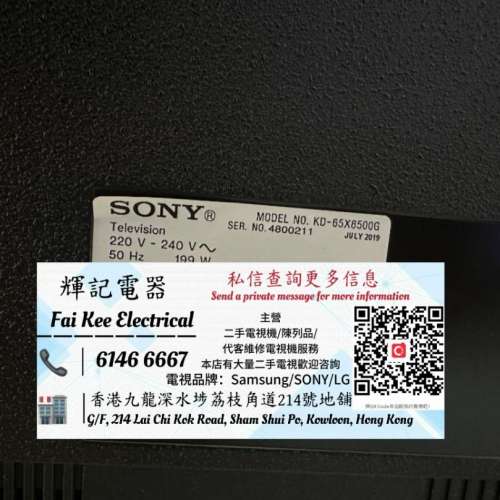 SONY®
Television
MODEL NO. KD-65X8500G
220 V - 240 V~
SER. NO. 4800211
50 Hz 199 W
JULY 2019
輝記電器
私信查詢更多信息
Send a private message for more information
Fai Kee Electrical
主營
二手電視機/陳列品/
代客維修電視機服務
6146 6667
本店有大量二手電視歡迎咨詢
電視品牌：Samsung/SONY/LG
香港九龍深水埗荔枝角道214號地舖
G/F, 214 Lai Chi Kok Road, Sham Shui Po, Kowloon, Hong Kong